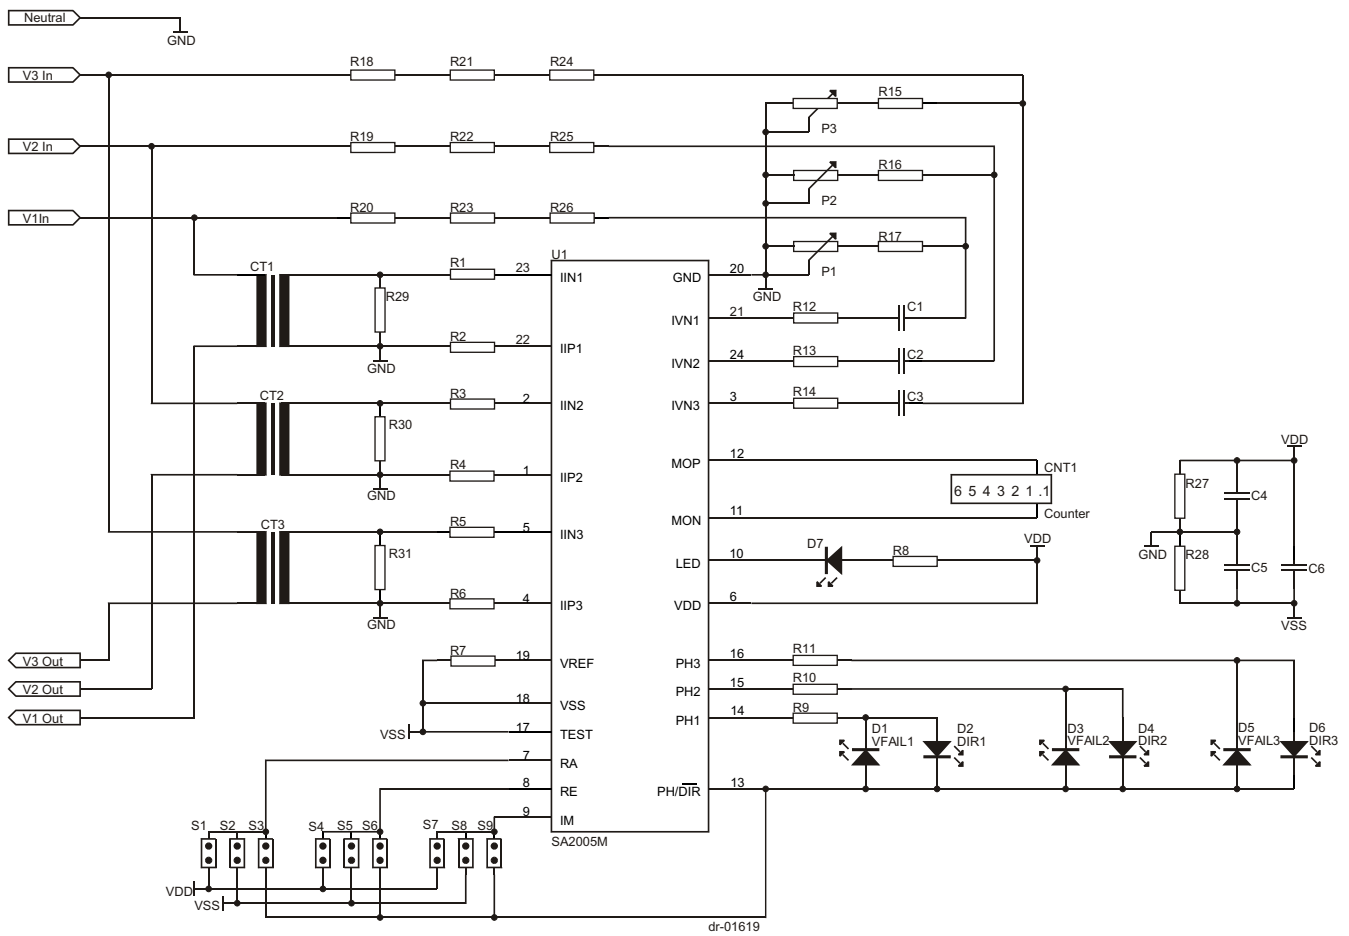 Neutral
GND
V3 In
R18 R21 R24
R15
P3
V2 In
R19 R22 R25
R16
P2
V1In
R20 R23 R26
R17
P1
U1
CT1
R1
23
IIN1
GND
20
GND
R29
R12
C1
21
IVN1
R2
22
IIP1
GND
R13
C2
24
IVN2
CT2
R3
2
IIN2
R14
C3
3
IVN3
R30
R4
1
IIP2
GND
MOP
12
CNT1
6 5 4 3 2 1 .1
Counter
MON
11
CT3
R5
5
IIN3
R31
LED
10
D7
R8
VDD
VDD
6
R6
4
IIP3
GND
VDD
R27
C4
GND
R28
C5
C6
VSS
V3 Out
V2 Out
V1 Out
R7
19
VREF
18
VSS
VSS
17
TEST
7
RA
8
RE
9
IM
PH3
16
R11
PH2
15
R10
PH1
14
R9
D1
VFAIL1
D2
DIR1
D3
VFAIL2
D4
DIR2
D5
VFAIL3
D6
DIR3
PH/DIR
13
SA2005M
S1 S2 S3 S4 S5 S6 S7 S8 S9
VDD
VSS
dr-01619